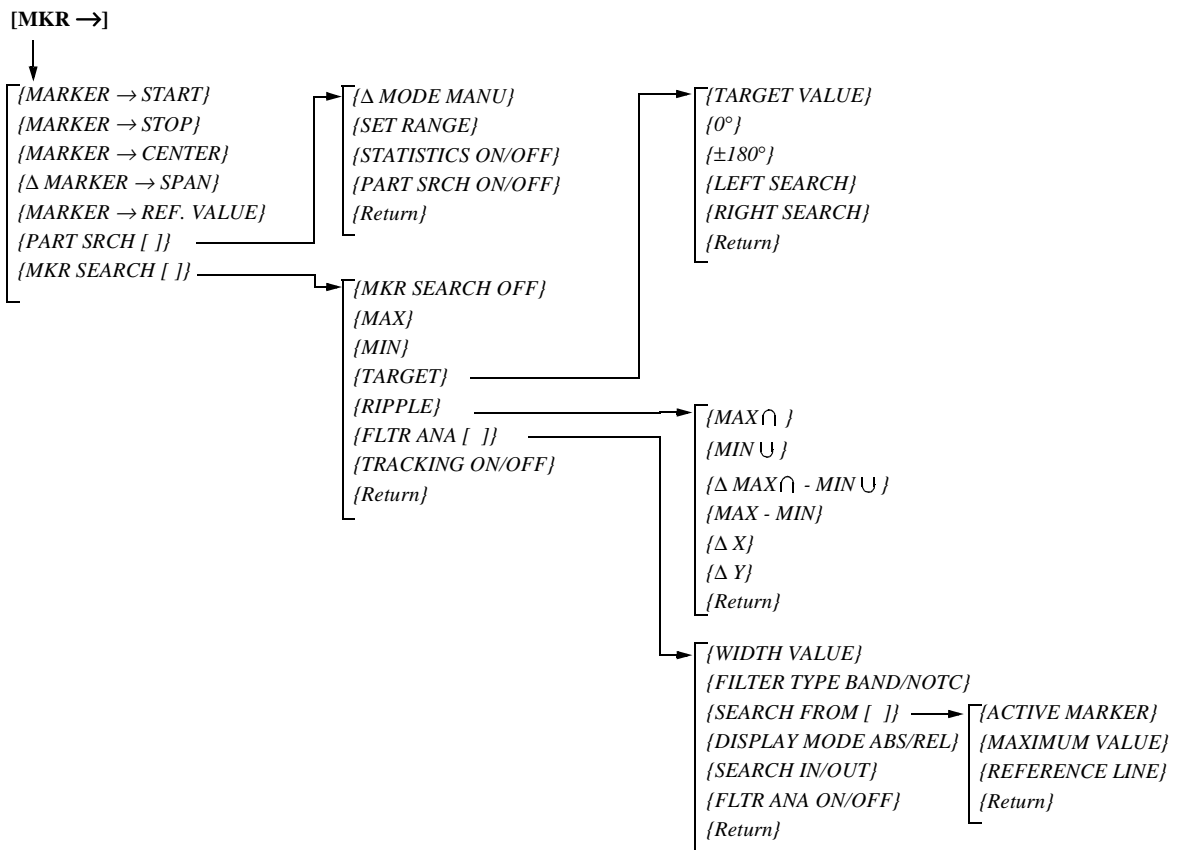 [MKR →]
{MARKER → START}
{MARKER → STOP}
{MARKER → CENTER}
{Δ MARKER → SPAN}
{MARKER → REF. VALUE}
{PART SRCH [ ]}
{MKR SEARCH [ ]}
{Δ MODE MANU}
{SET RANGE}
{STATISTICS ON/OFF}
{PART SRCH ON/OFF}
{Return}
{MKR SEARCH OFF}
{MAX}
{MIN}
{TARGET}
{RIPPLE}
{FLTR ANA [ ]}
{TRACKING ON/OFF}
{Return}
{TARGET VALUE}
{0°}
{±180°}
{LEFT SEARCH}
{RIGHT SEARCH}
{Return}
{MAX ∩ }
{MIN ∪ }
{Δ MAX ∩ - MIN ∪ }
{MAX - MIN}
{Δ X}
{Δ Y}
{Return}
{WIDTH VALUE}
{FILTER TYPE BAND/NOTC}
{SEARCH FROM [ ]}
{DISPLAY MODE ABS/REL}
{SEARCH IN/OUT}
{FLTR ANA ON/OFF}
{Return}
{ACTIVE MARKER}
{MAXIMUM VALUE}
{REFERENCE LINE}
{Return}